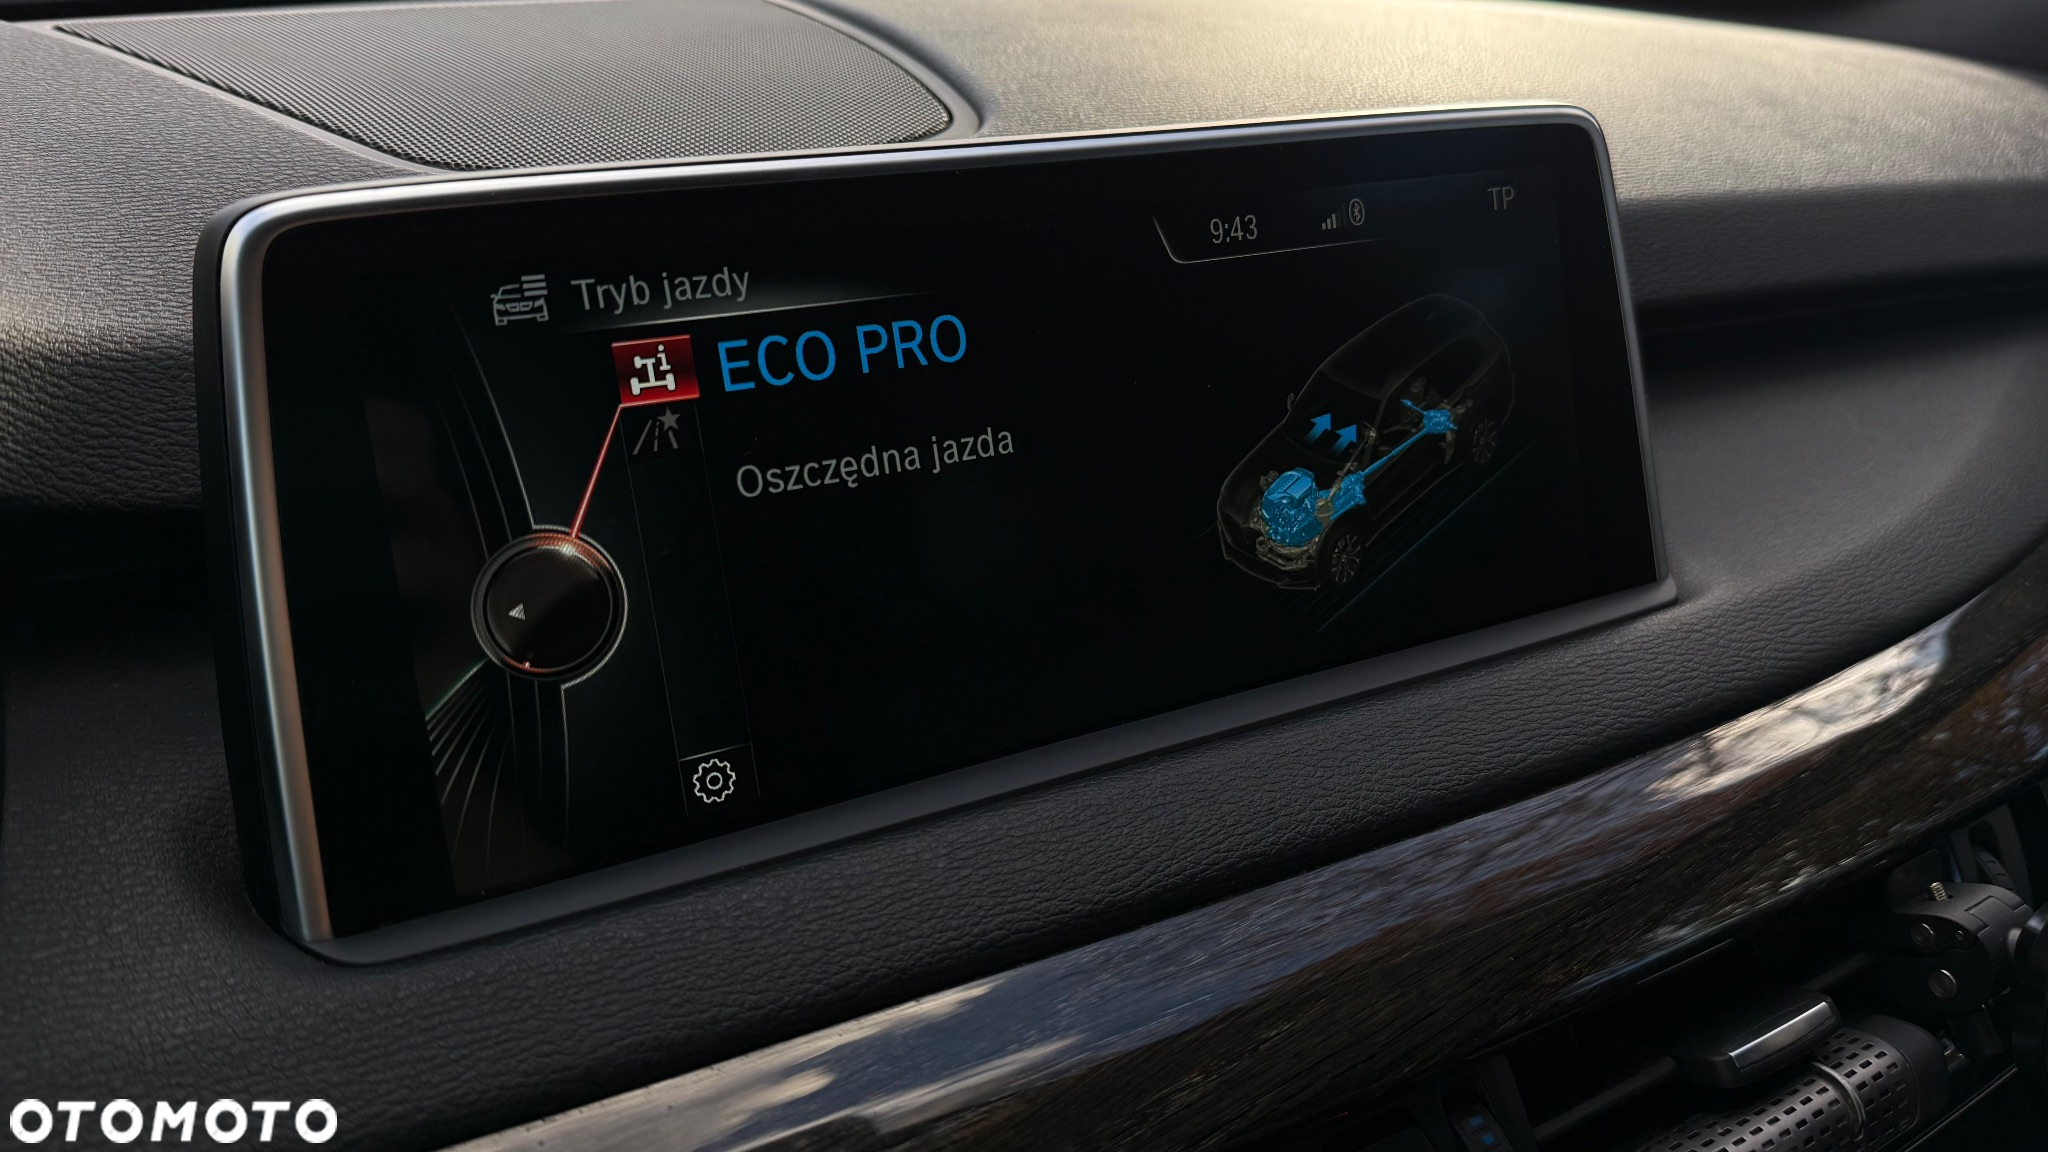 9:43
TP
Tryb jazdy
ECO PRO
Oszczędna jazda
OTOMOTO